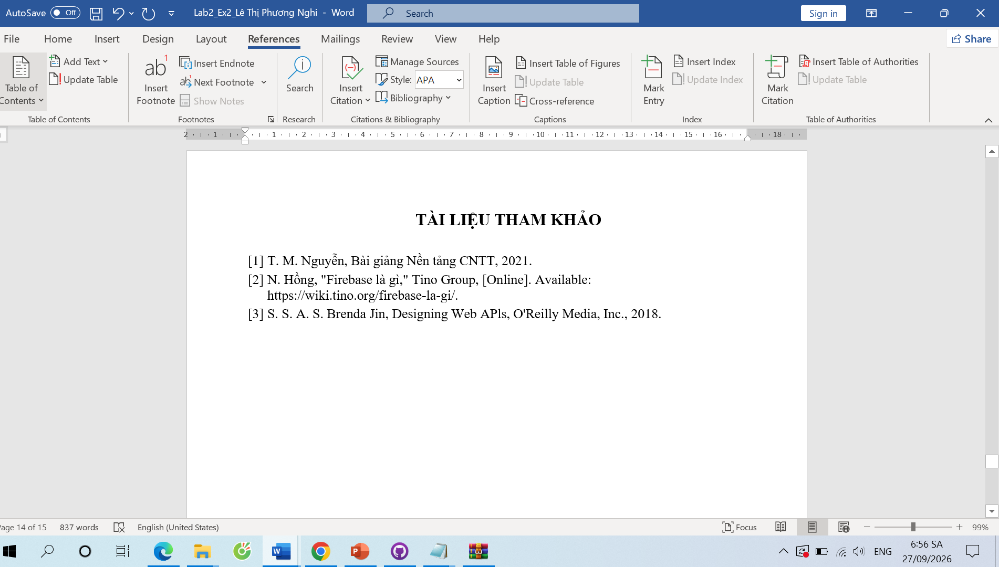 AutoSave Off Lab2_Ex2_Lê Thị Phương Nghi - Word Search Sign in
File Home Insert Design Layout References Mailings Review View Help Share
Table of Contents
Add Text
Update Table
Table of Contents
ab1
Insert Footnote
Insert Endnote
Next Footnote
Show Notes
Footnotes
Search
Research
Insert Citation
Manage Sources
Style: APA
Bibliography
Citations & Bibliography
Insert Caption
Insert Table of Figures
Update Table
Cross-reference
Captions
Mark Entry
Insert Index
Update Index
Index
Mark Citation
Insert Table of Authorities
Update Table
Table of Authorities
2 1 1 2 3 4 5 6 7 8 9 10 11 12 13 14 15 16 18
TÀI LIỆU THAM KHẢO
[1] T. M. Nguyễn, Bài giảng Nền tảng CNTT, 2021.
[2] N. Hồng, "Firebase là gì," Tino Group, [Online]. Available:
https://wiki.tino.org/firebase-la-gi/.
[3] S. S. A. S. Brenda Jin, Designing Web APls, O'Reilly Media, Inc., 2018.
Page 14 of 15 837 words English (United States) Focus 99%
ENG 6:56 SA
27/09/2026